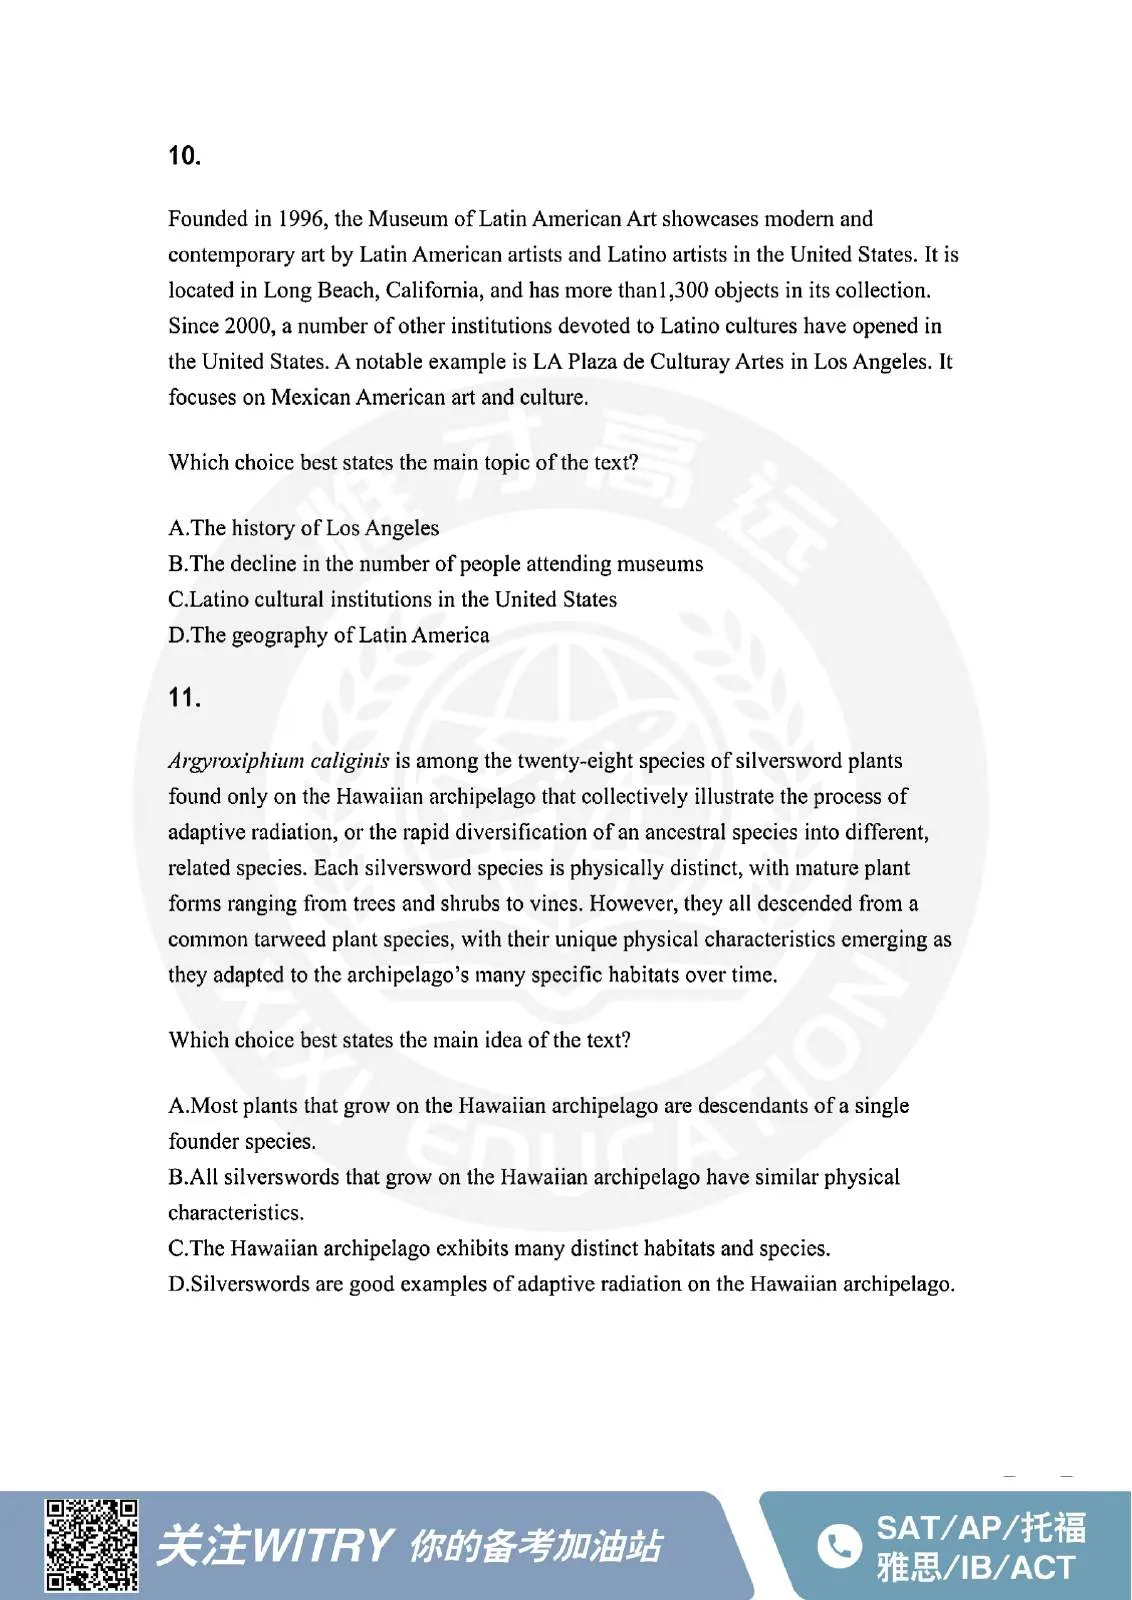 10.
Founded in 1996, the Museum of Latin American Art showcases modern and
contemporary art by Latin American artists and Latino artists in the United States. It is
located in Long Beach, California, and has more than1,300 objects in its collection.
Since 2000, a number of other institutions devoted to Latino cultures have opened in
the United States. A notable example is LA Plaza de Culturay Artes in Los Angeles. It
focuses on Mexican American art and culture.
Which choice best states the main topic of the text?
A.The history of Los Angeles
B.The decline in the number of people attending museums
C.Latino cultural institutions in the United States
D.The geography of Latin America
11.
Argyroxiphium caliginis is among the twenty-eight species of silversword plants
found only on the Hawaiian archipelago that collectively illustrate the process of
adaptive radiation, or the rapid diversification of an ancestral species into different,
related species. Each silversword species is physically distinct, with mature plant
forms ranging from trees and shrubs to vines. However, they all descended from a
common tarweed plant species, with their unique physical characteristics emerging as
they adapted to the archipelago's many specific habitats over time.
Which choice best states the main idea of the text?
A.Most plants that grow on the Hawaiian archipelago are descendants of a single
founder species.
B.All silverswords that grow on the Hawaiian archipelago have similar physical
characteristics.
C.The Hawaiian archipelago exhibits many distinct habitats and species.
D.Silverswords are good examples of adaptive radiation on the Hawaiian archipelago.
惟才高远
XIXI EDUCATION
关注WITRY 你的备考加油站
SAT/AP/托福
雅思/IB/ACT